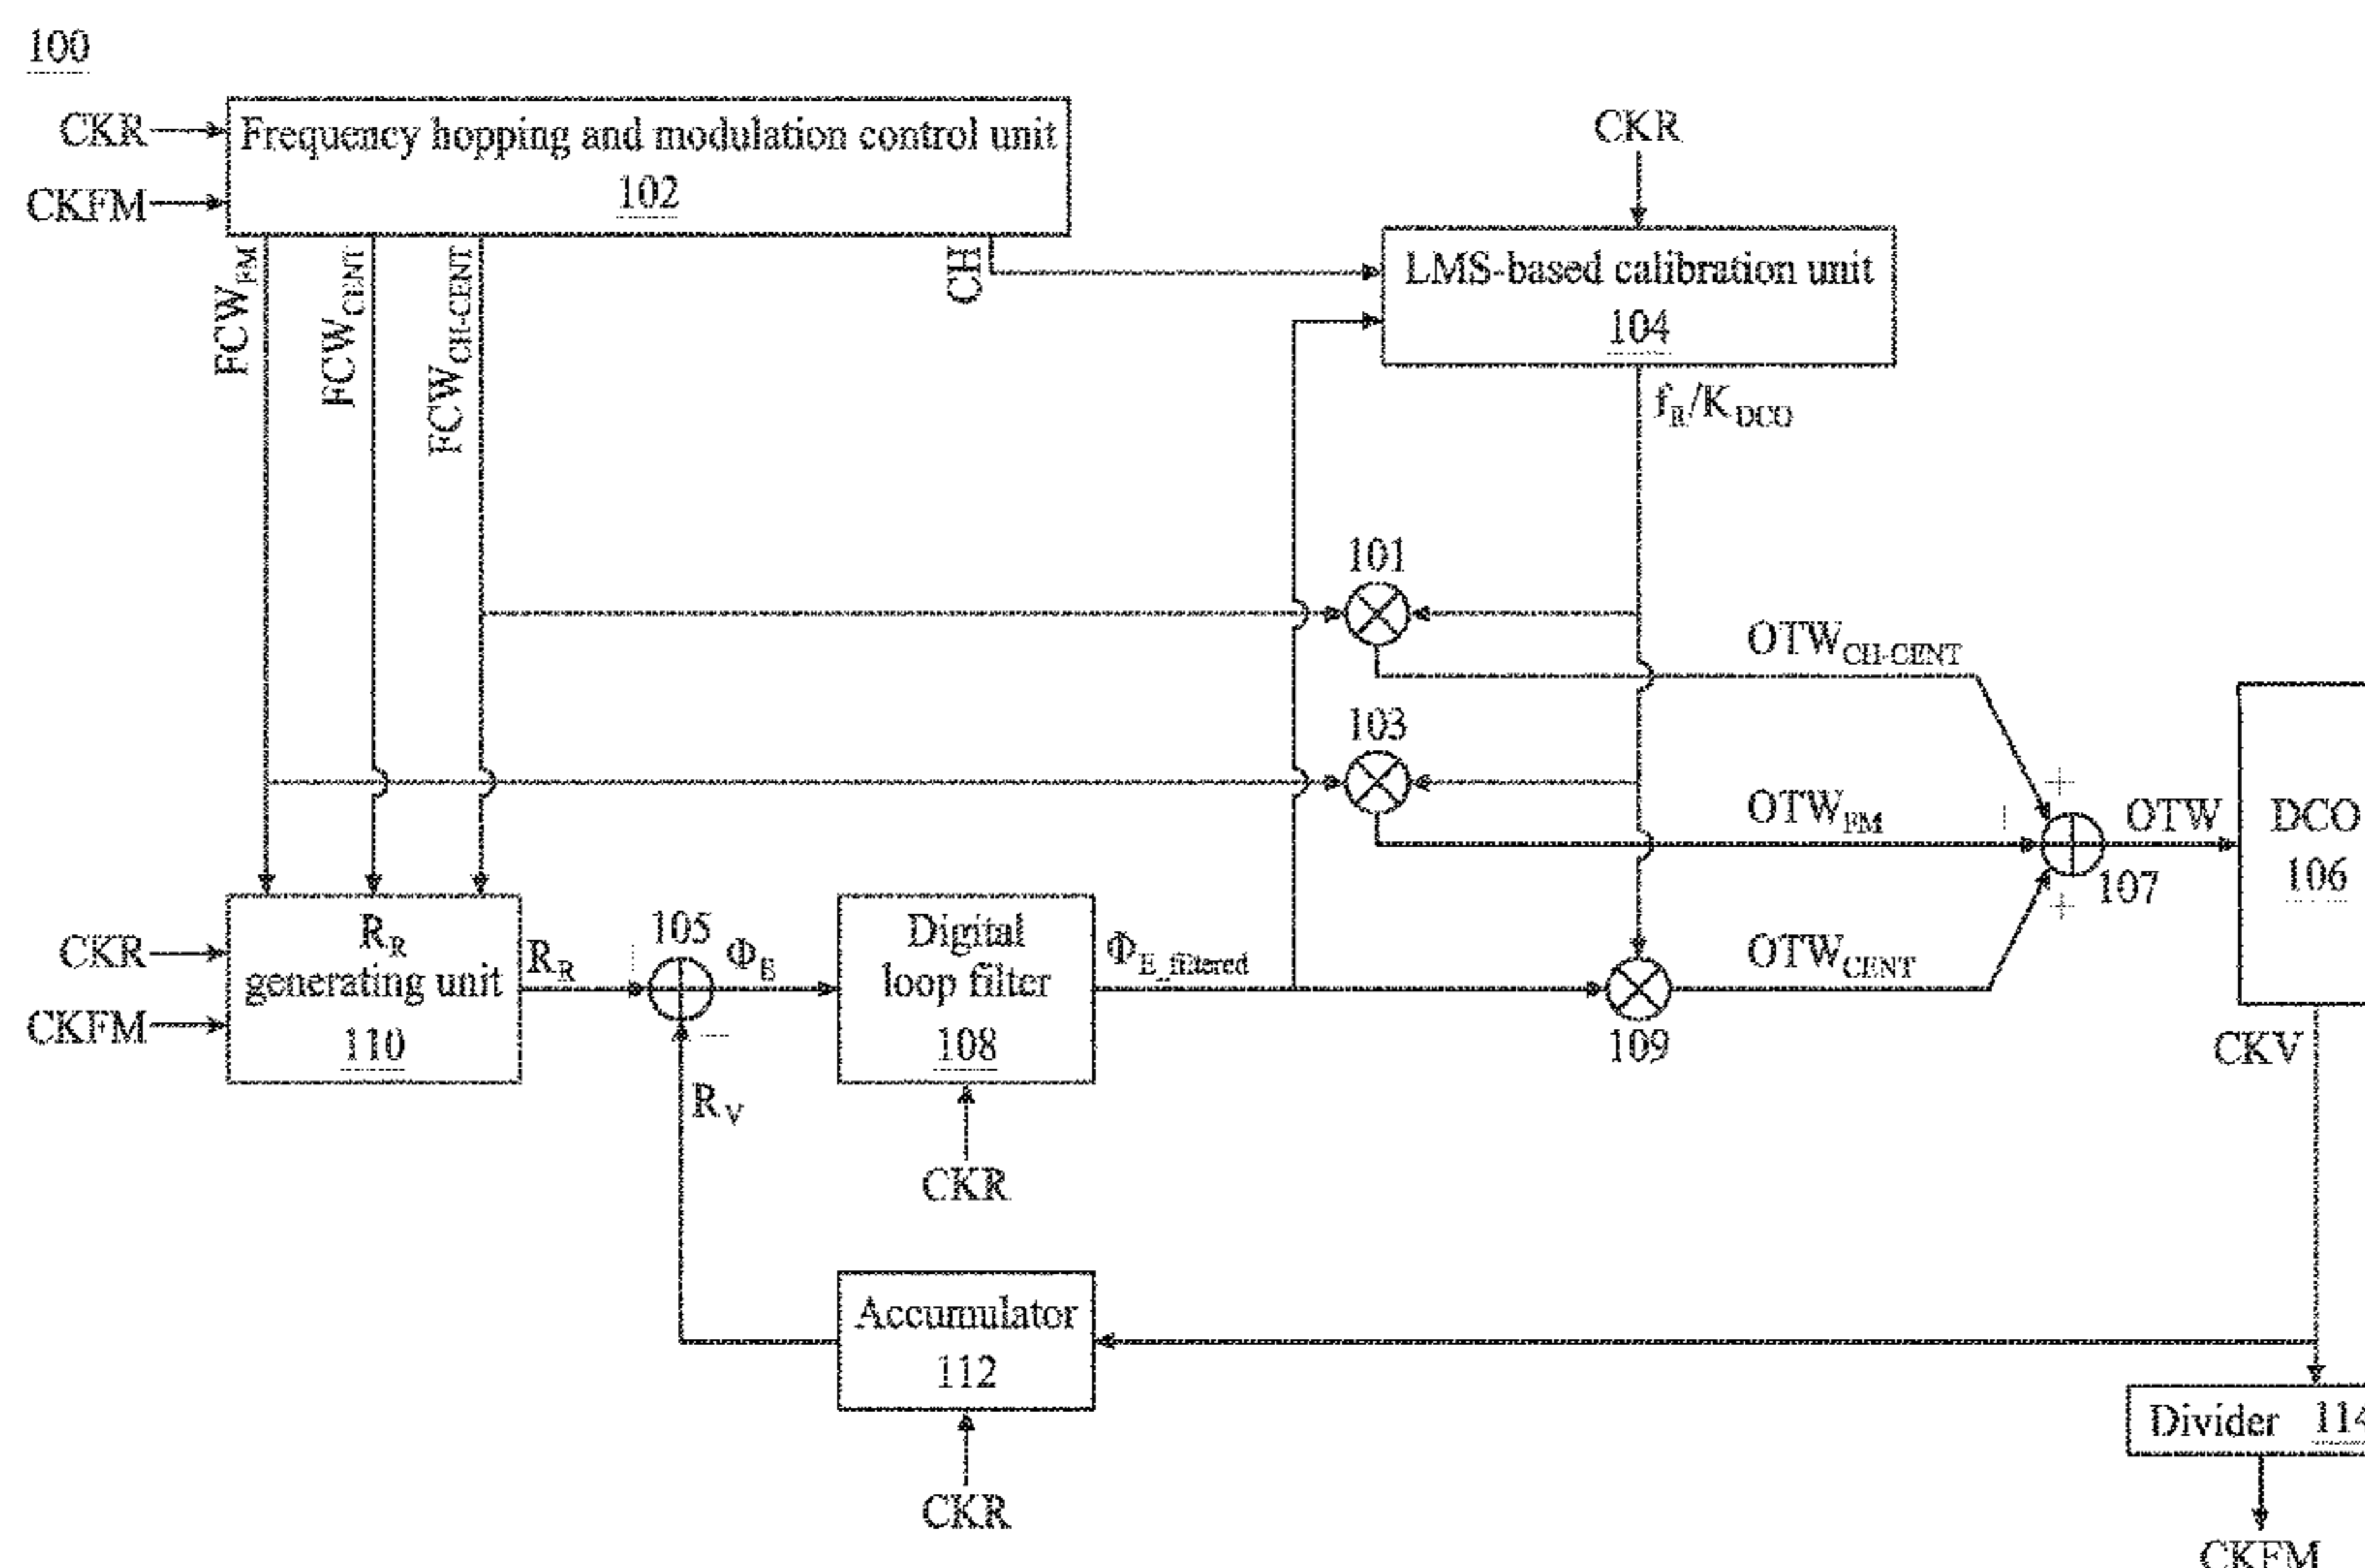 100
CKR
CKFM
Frequency hopping and modulation control unit
102
CKR
LMS-based calibration unit
104
FCW_FM
FCW_CENT
FCW_CH-CENT
CH
f_R/K_DCO
101
OTW_CH-CENT
103
OTW_FM
+
OTW
DCO
106
107
+
OTW_CENT
109
CKR
CKFM
R_R
generating unit
110
R_R
105
Φ_E
−
R_V
Digital
loop filter
108
Φ_E_filtered
CKR
CKV
Accumulator
112
CKR
Divider
CKFM